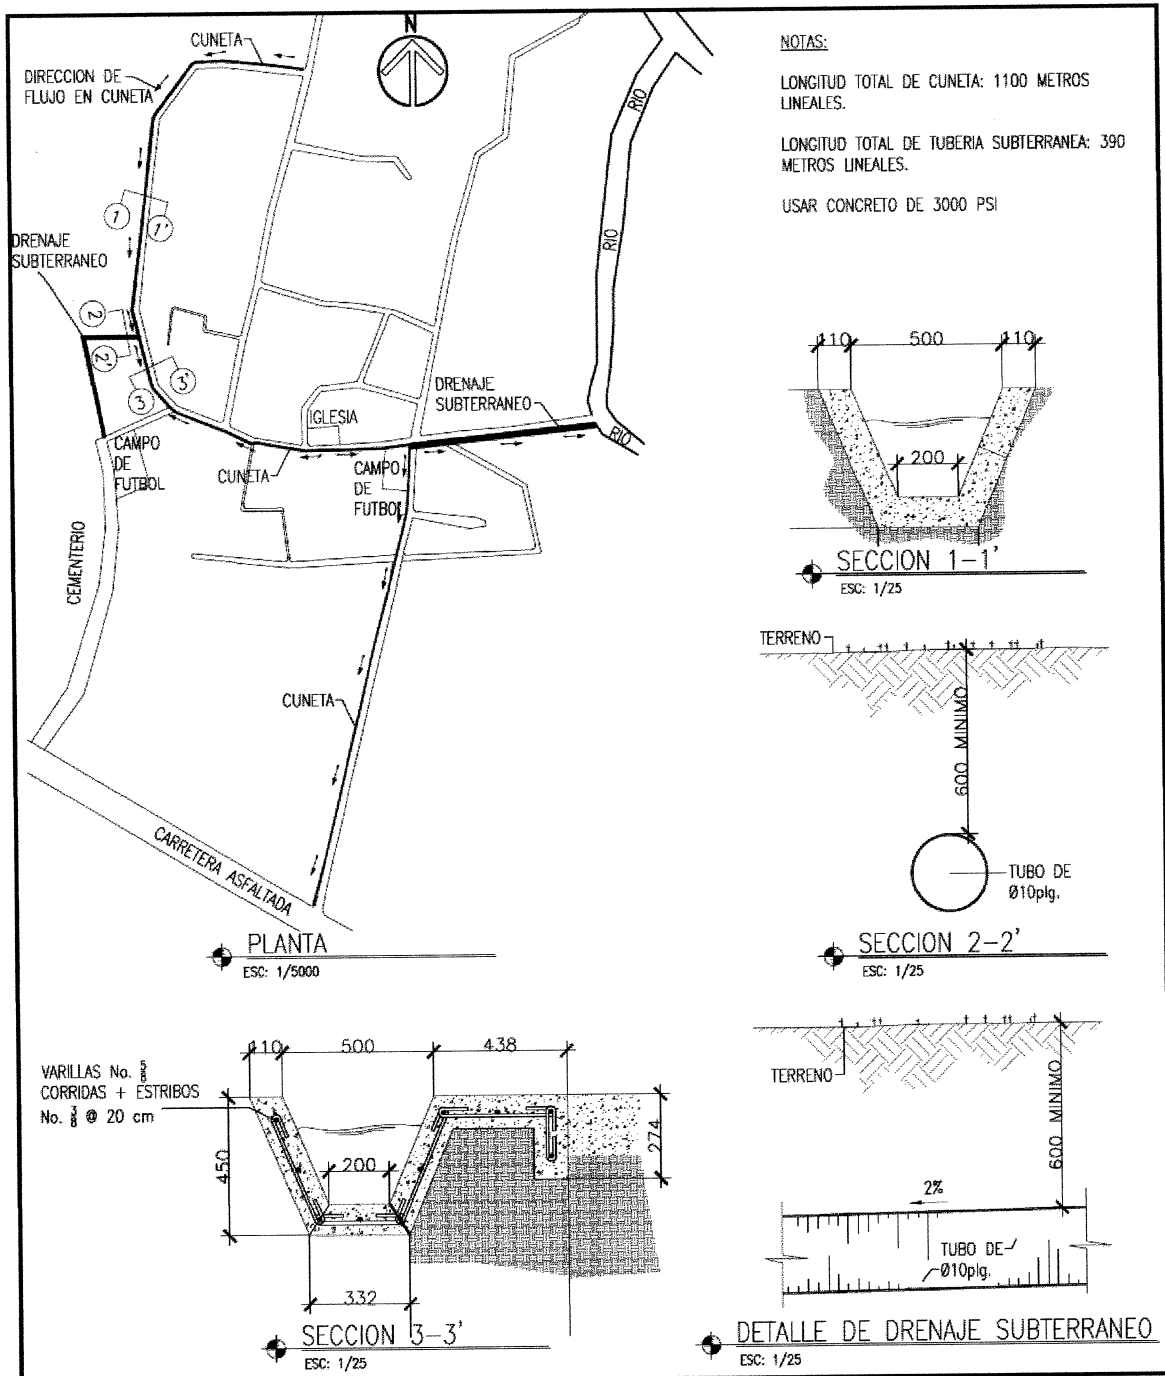 N
CUNETA
DIRECCION DE
FLUJO EN CUNETA
1
1'
DRENAJE
SUBTERRANEO
2
2'
3
3'
IGLESIA
DRENAJE
SUBTERRANEO
RIO
RIO
RIO
CAMPO
DE
FUTBOL
CUNETA
CAMPO
DE
FUTBOL
CEMENTERIO
CUNETA
CARRETERA ASFALTADA
PLANTA
ESC: 1/5000
NOTAS:
LONGITUD TOTAL DE CUNETA: 1100 METROS
LINEALES.
LONGITUD TOTAL DE TUBERIA SUBTERRANEA: 390
METROS LINEALES.
USAR CONCRETO DE 3000 PSI
110 500 110
200
SECCION 1-1'
ESC: 1/25
TERRENO
600 MINIMO
TUBO DE
Ø10plg.
SECCION 2-2'
ESC: 1/25
VARILLAS No. 5/8
CORRIDAS + ESTRIBOS
No. 3/8 @ 20 cm
110 500 438
450
200
274
332
SECCION 3-3'
ESC: 1/25
TERRENO
600 MINIMO
2%
TUBO DE
Ø10plg.
DETALLE DE DRENAJE SUBTERRANEO
ESC: 1/25